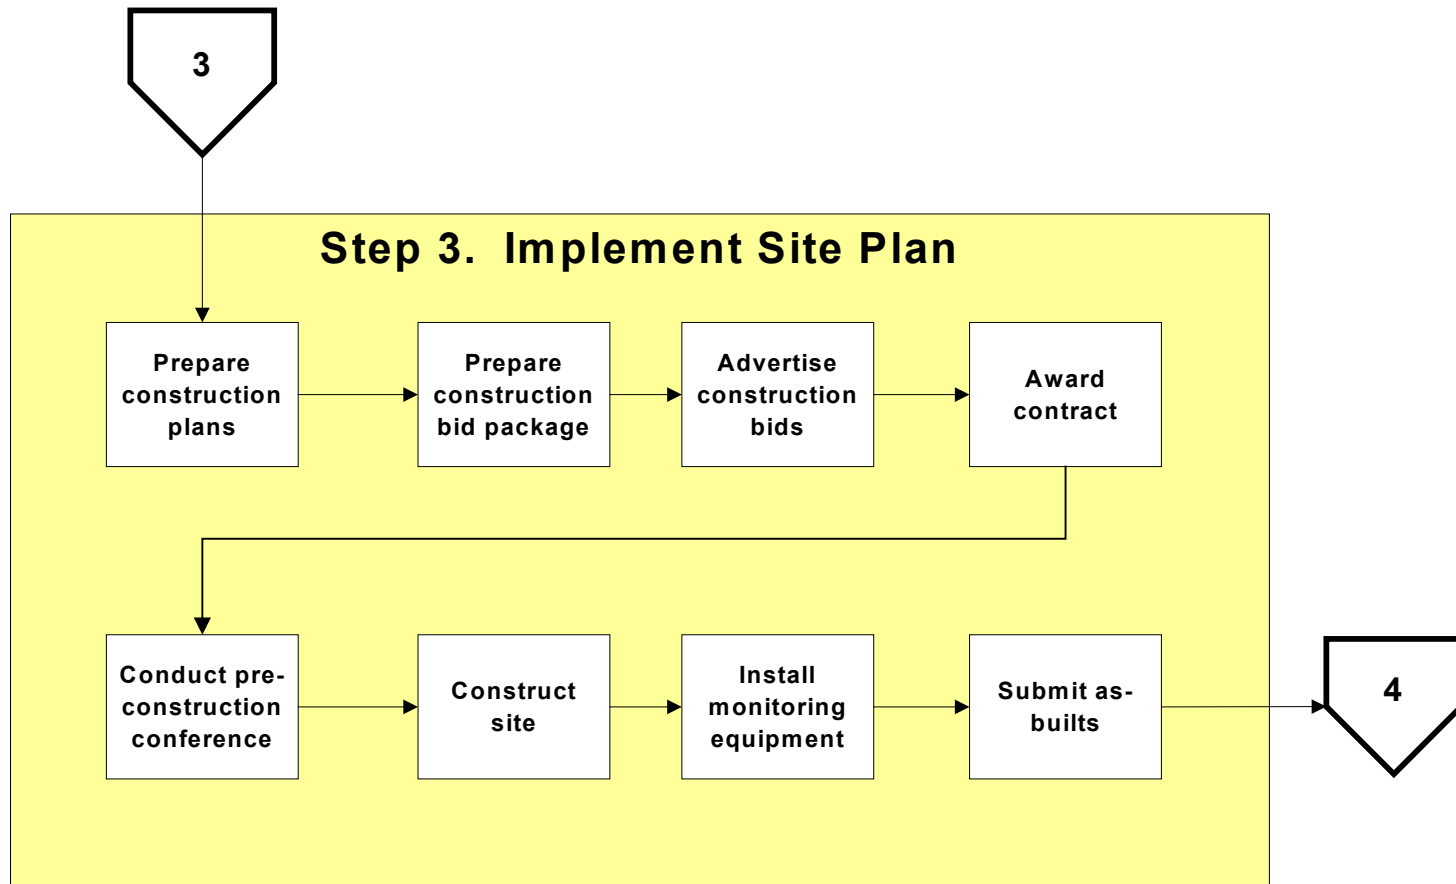 3
Step 3. Implement Site Plan
Prepare
construction
plans
Prepare
construction
bid package
Advertise
construction
bids
Award
contract
Conduct pre-
construction
conference
Construct
site
Install
monitoring
equipment
Submit as-
builts
4